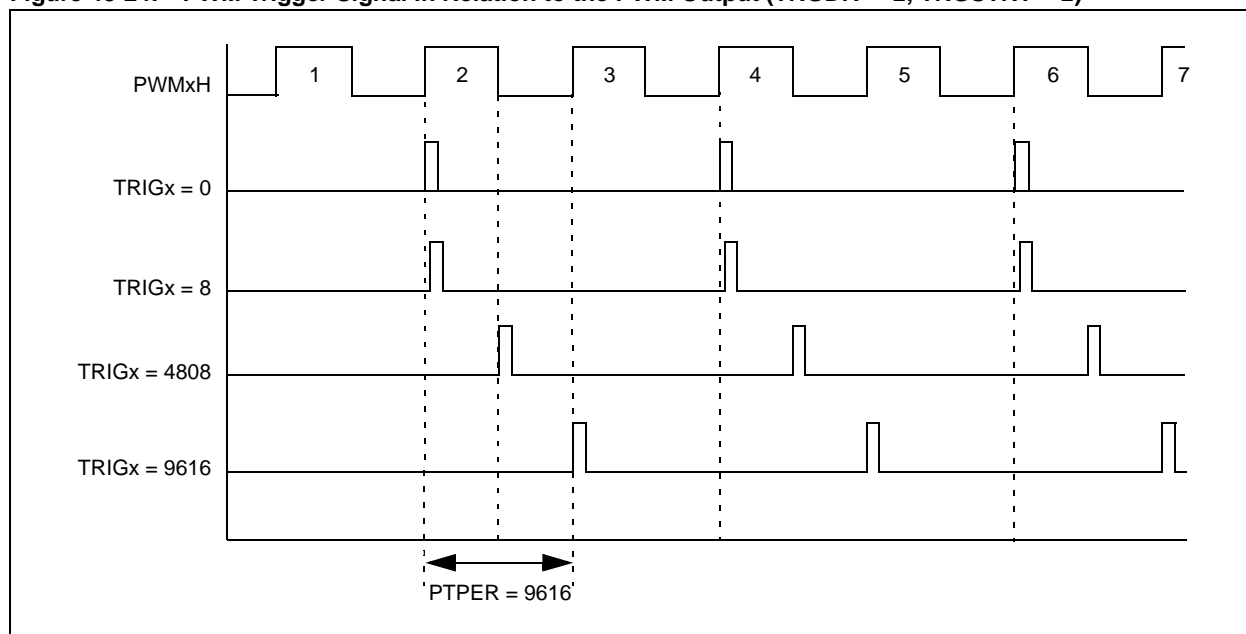 PWMxH
1
2
3
4
5
6
7
TRIGx = 0
TRIGx = 8
TRIGx = 4808
TRIGx = 9616
PTPER = 9616